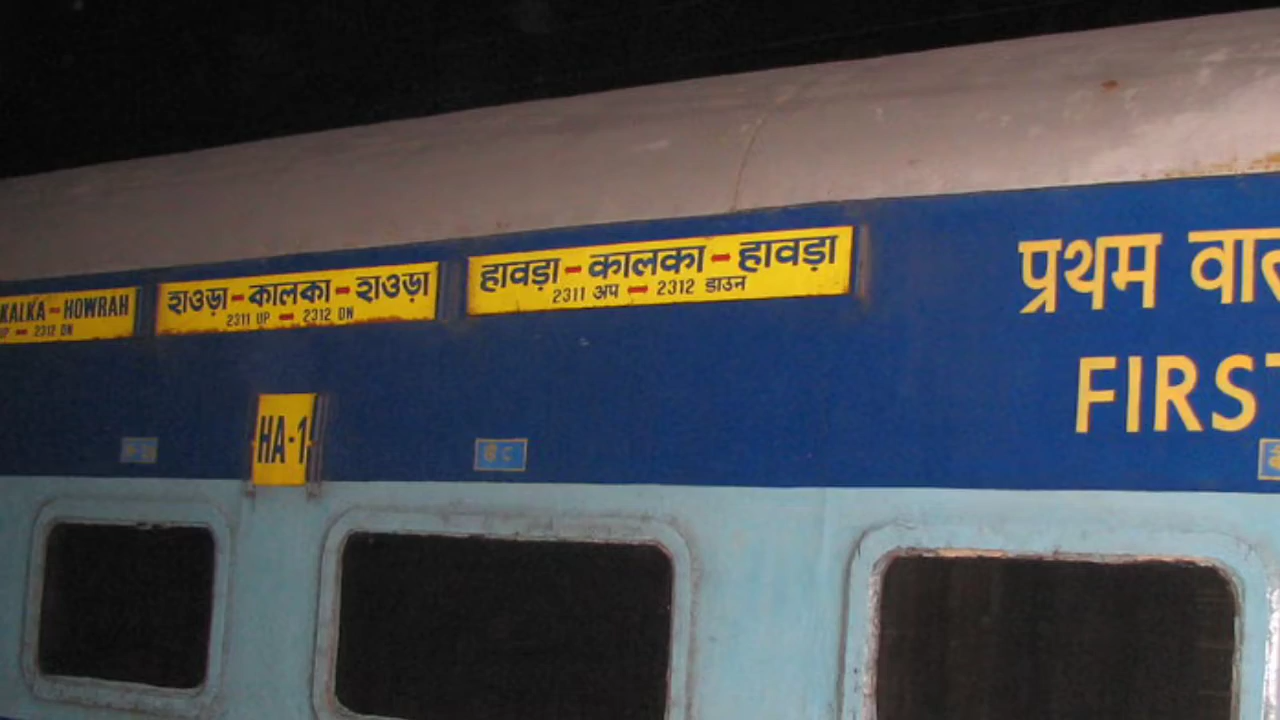 KALKA - HOWRAH
UP - 2312 DN
হাওড়া - কালকা - হাওড়া
2311 UP - 2312 DN
हावड़ा - कालका - हावड़ा
2311 अप - 2312 डाउन
प्रथम
FIRST
HA-1